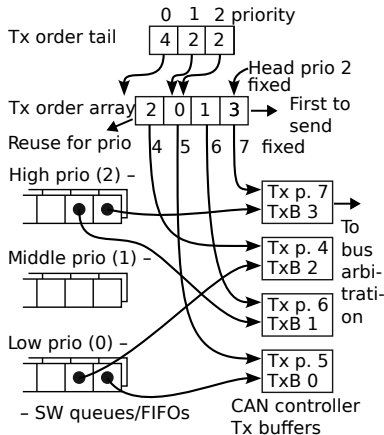 0 1 2 priority
Tx order tail
4 2 2
Head prio 2
fixed
Tx order array
2 0 1 3
First to
send
Reuse for prio
4 5 6 7 fixed
High prio (2) –
Tx p. 7
TxB 3
To
bus
arbi-
trati-
on
Tx p. 4
TxB 2
Middle prio (1) –
Tx p. 6
TxB 1
Low prio (0) –
Tx p. 5
TxB 0
– SW queues/FIFOs
CAN controller
Tx buffers